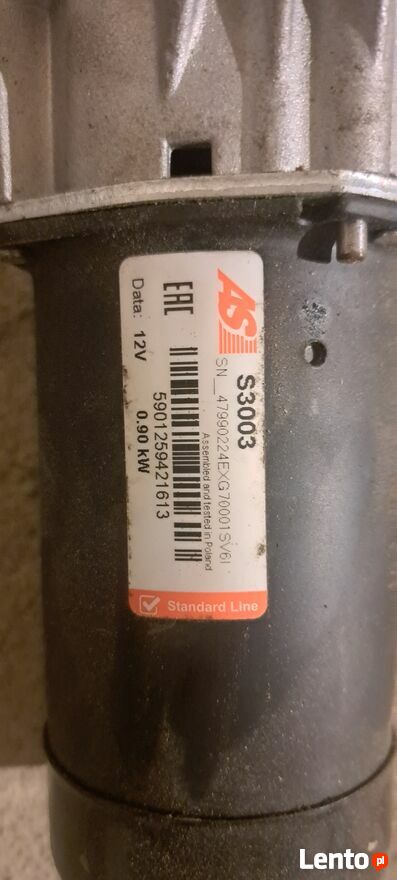 AS
S3003
SN_47990224EXG70001SV6I
Assembled and tested in Poland
5901259421613
EAC
Data: 12V 0.90 kW
Standard Line
Lento.pl